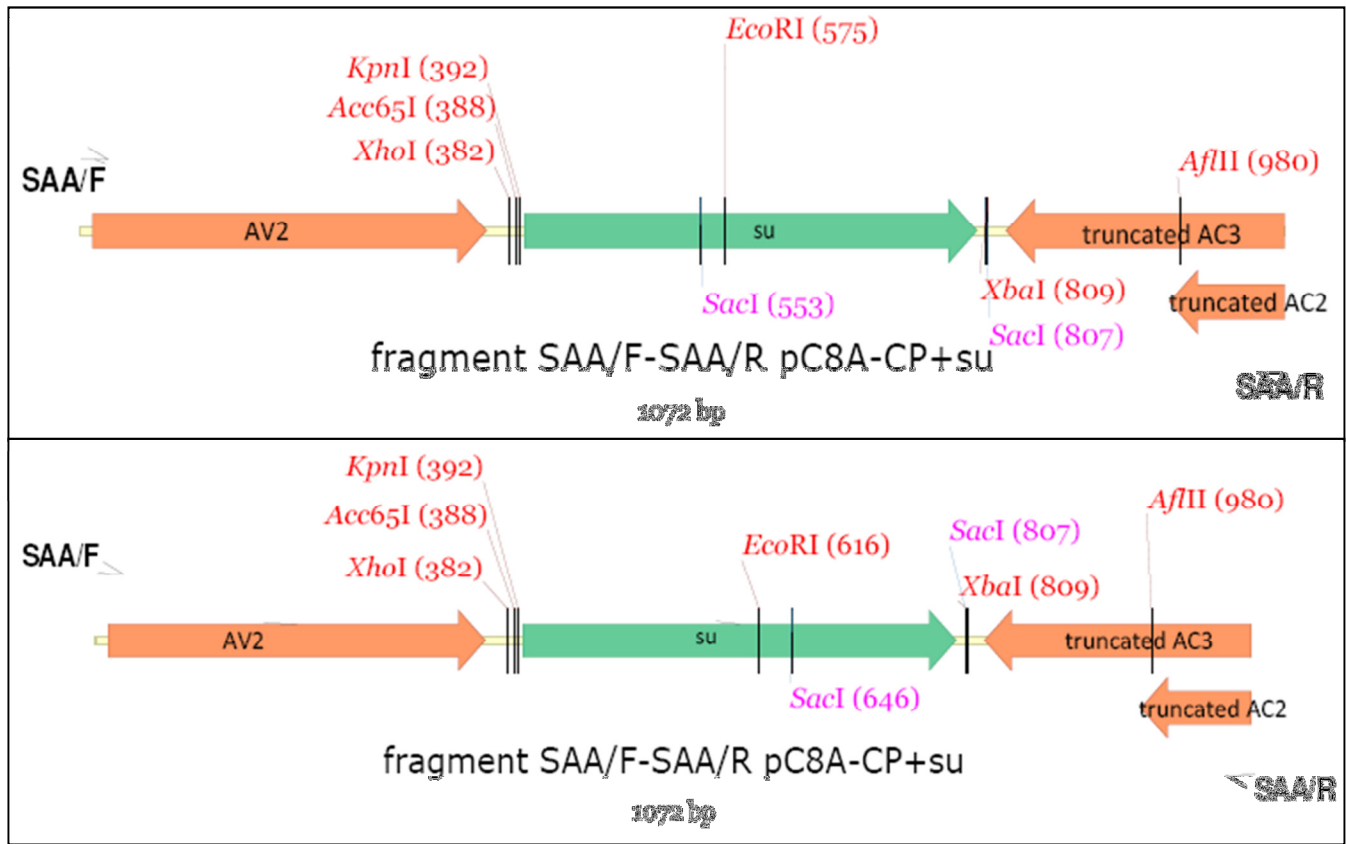 EcoRI (575)
KpnI (392)
Acc65I (388)
XhoI (382)
AflII (980)
SAA/F
AV2
su
truncated AC3
XbaI (809)
truncated AC2
SacI (553)
SacI (807)
fragment SAA/F-SAA/R pC8A-CP+su
SAA/R
1072 bp
KpnI (392)
AflII (980)
Acc65I (388)
SacI (807)
EcoRI (616)
SAA/F
XhoI (382)
XbaI (809)
AV2
su
truncated AC3
SacI (646)
truncated AC2
fragment SAA/F-SAA/R pC8A-CP+su
SAA/R
1072 bp